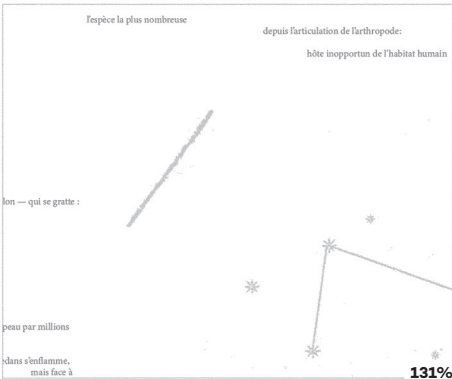 l'espèce la plus nombreuse
depuis l'articulation de l'arthropode:
hôte inopportun de l'habitat humain
lon — qui se gratte :
peau par millions
edans s'enflamme,
mais face à
131%